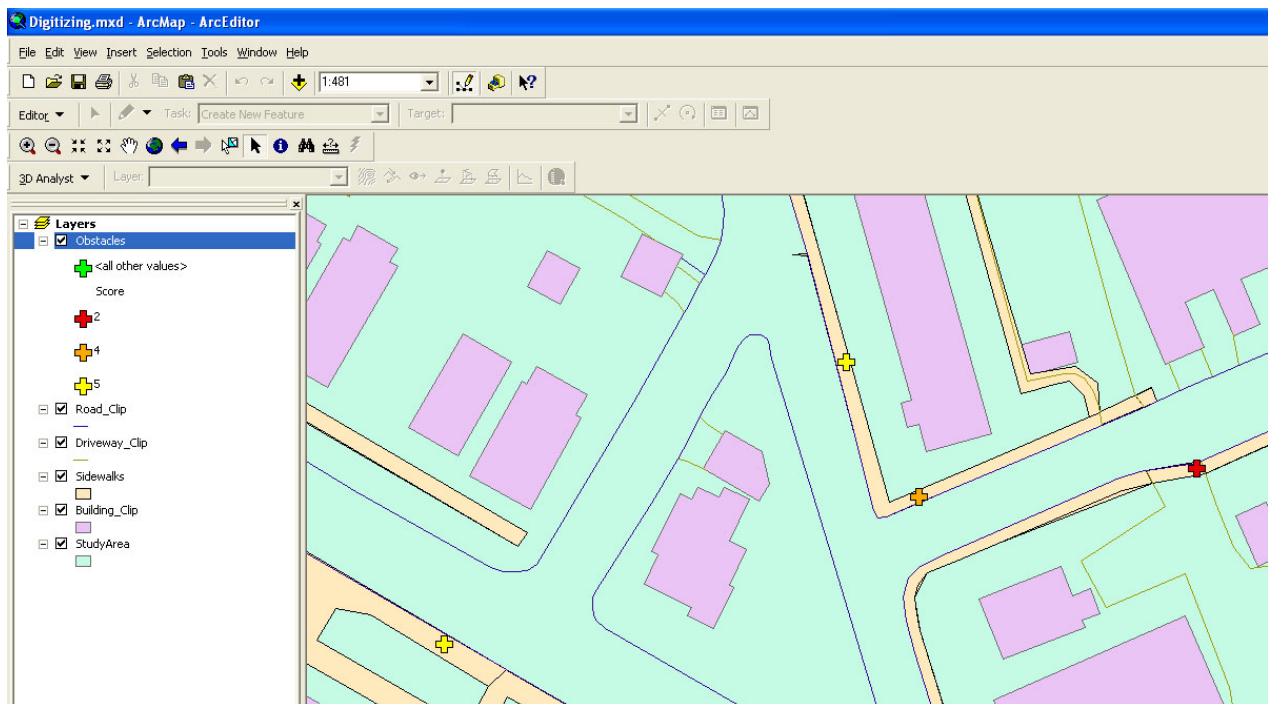 Digitizing.mxd - ArcMap - ArcEditor
File Edit View Insert Selection Tools Window Help
1:481
Editor Task: Create New Feature Target:
3D Analyst Layer:
Layers
Obstacles
<all other values>
Score
2
4
5
Road_Clip
Driveway_Clip
Sidewalks
Building_Clip
StudyArea